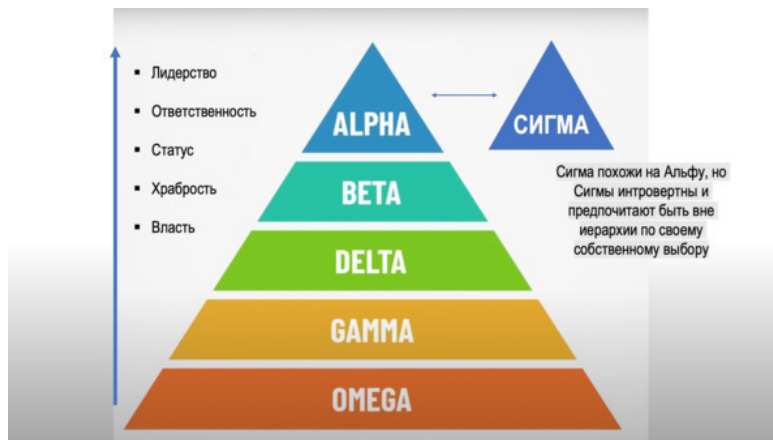 ▪ Лидерство
▪ Ответственность
▪ Статус
▪ Храбрость
▪ Власть
ALPHA
BETA
DELTA
GAMMA
OMEGA
СИГМА
Сигма похожи на Альфу, но
Сигмы интровертны и
предпочитают быть вне
иерархии по своему
собственному выбору